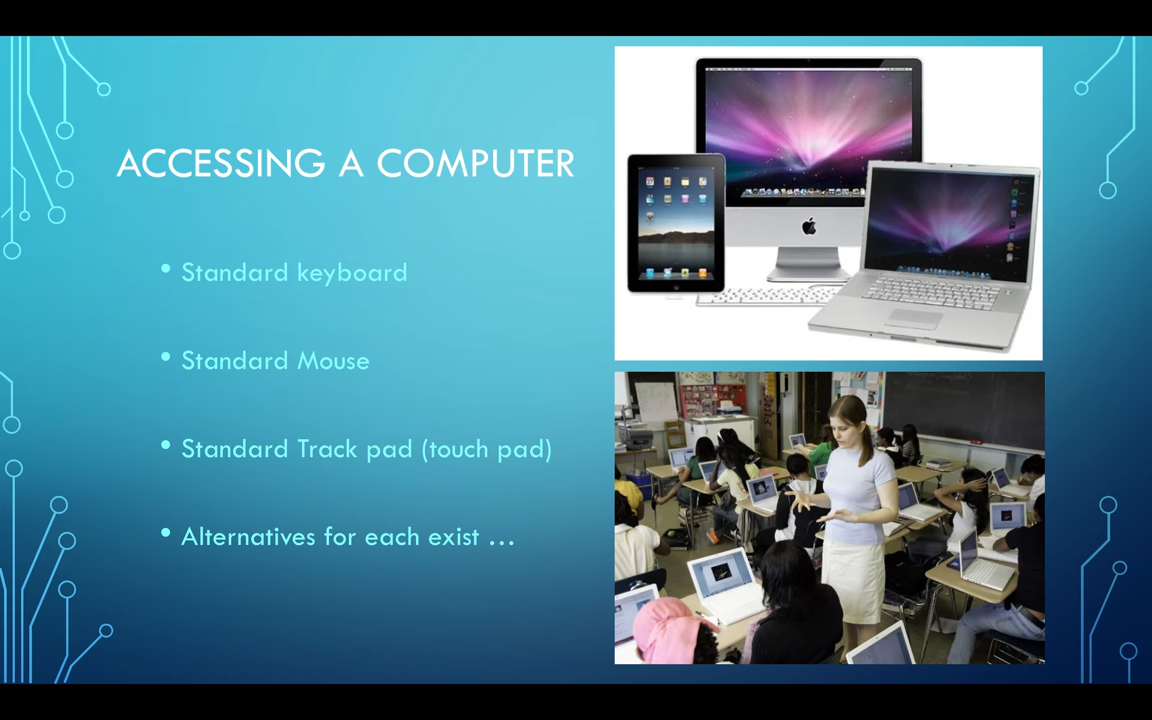 ACCESSING A COMPUTER
• Standard keyboard
• Standard Mouse
• Standard Track pad (touch pad)
• Alternatives for each exist …